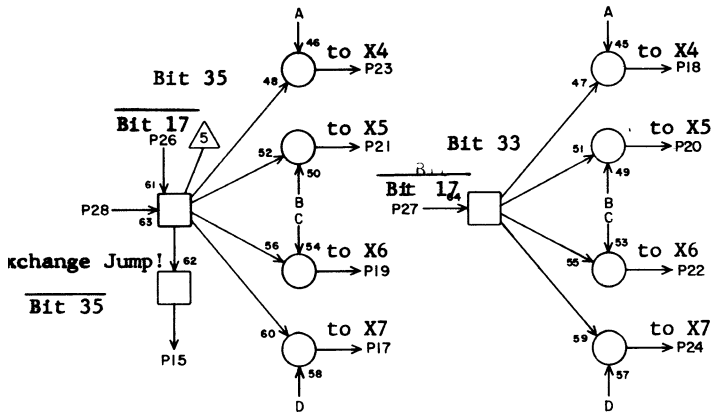 A
A
46
to X4
45
to X4
P23
P18
48
47
Bit 35
Bit 17
5
P26
to X5
52
P21
50
Bit 33
to X5
51
P20
49
61
P28
63
B
C
Bit 17
64
P27
B
C
xchange Jump!
62
56
54
to X6
P19
55
53
to X6
P22
Bit 35
60
to X7
P17
58
59
to X7
P24
57
P15
D
D